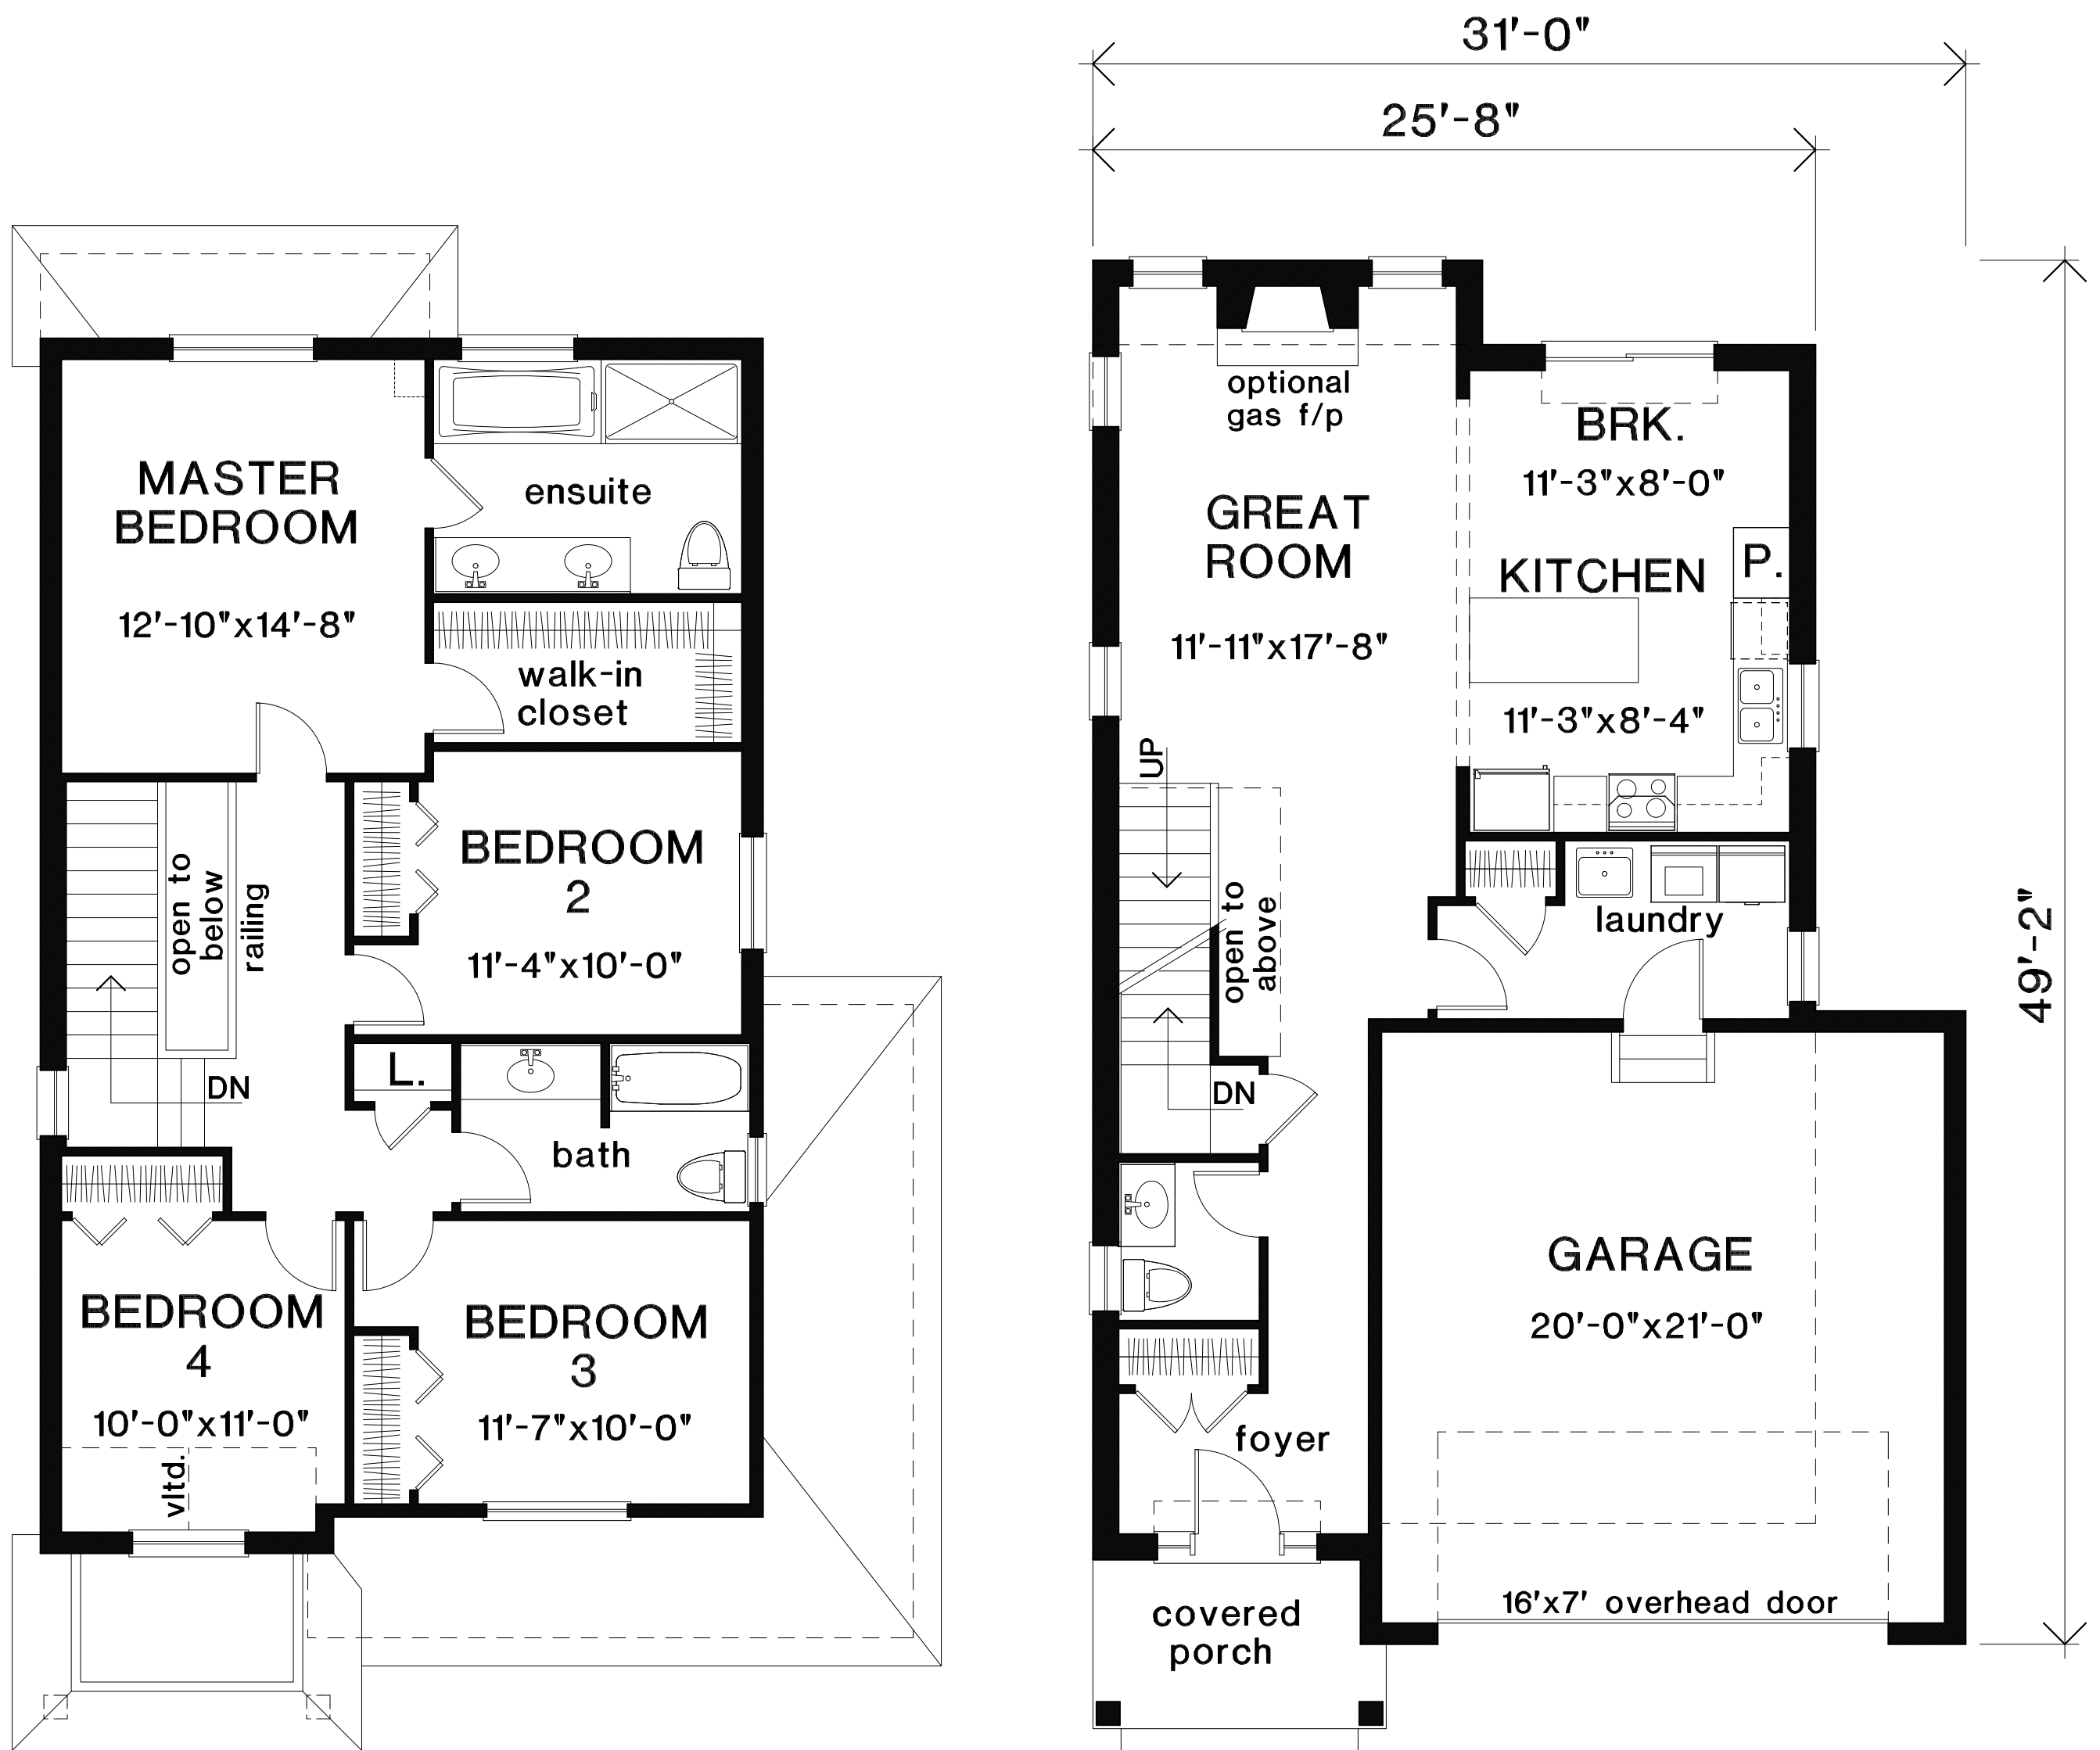 MASTER
BEDROOM
12'-10"x14'-8"
ensuite
walk-in
closet
open to
below
railing
DN
BEDROOM
2
11'-4"x10'-0"
L.
bath
BEDROOM
4
10'-0"x11'-0"
vltd.
BEDROOM
3
11'-7"x10'-0"
31'-0"
25'-8"
49'-2"
optional
gas f/p
GREAT
ROOM
11'-11"x17'-8"
BRK.
11'-3"x8'-0"
KITCHEN
P.
11'-3"x8'-4"
UP
open to
above
DN
laundry
GARAGE
20'-0"x21'-0"
foyer
16'x7' overhead door
covered
porch